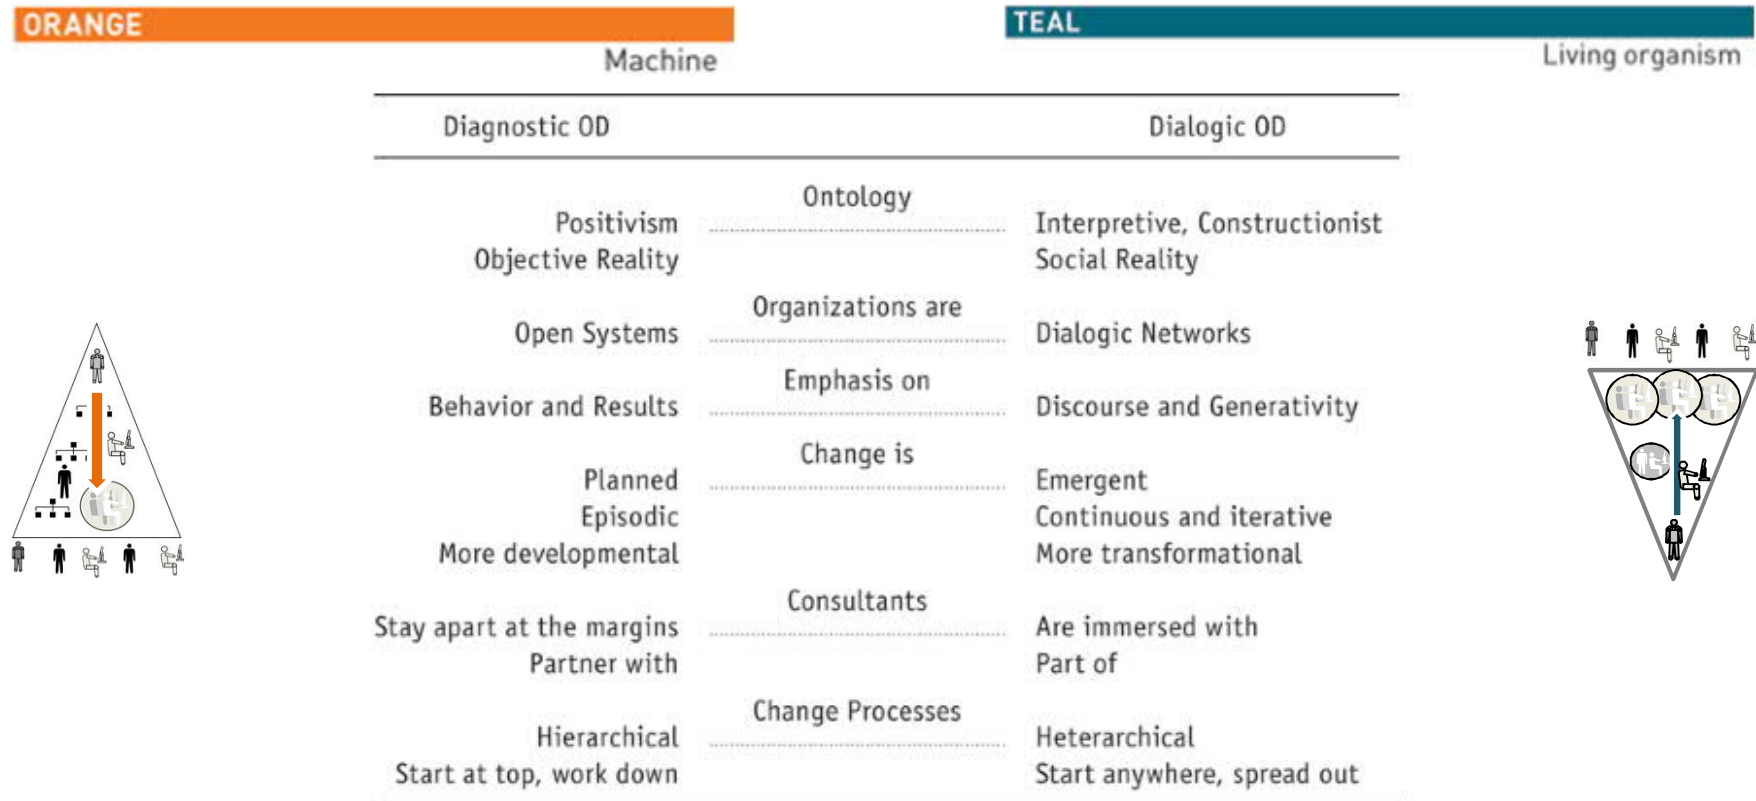 ORANGE
TEAL
Machine
Living organism
Diagnostic OD
Dialogic OD
Ontology
Positivism
Interpretive, Constructionist
Objective Reality
Social Reality
Organizations are
Open Systems
Dialogic Networks
Emphasis on
Behavior and Results
Discourse and Generativity
Change is
Planned
Emergent
Episodic
Continuous and iterative
More developmental
More transformational
Consultants
Stay apart at the margins
Are immersed with
Partner with
Part of
Change Processes
Hierarchical
Heterarchical
Start at top, work down
Start anywhere, spread out